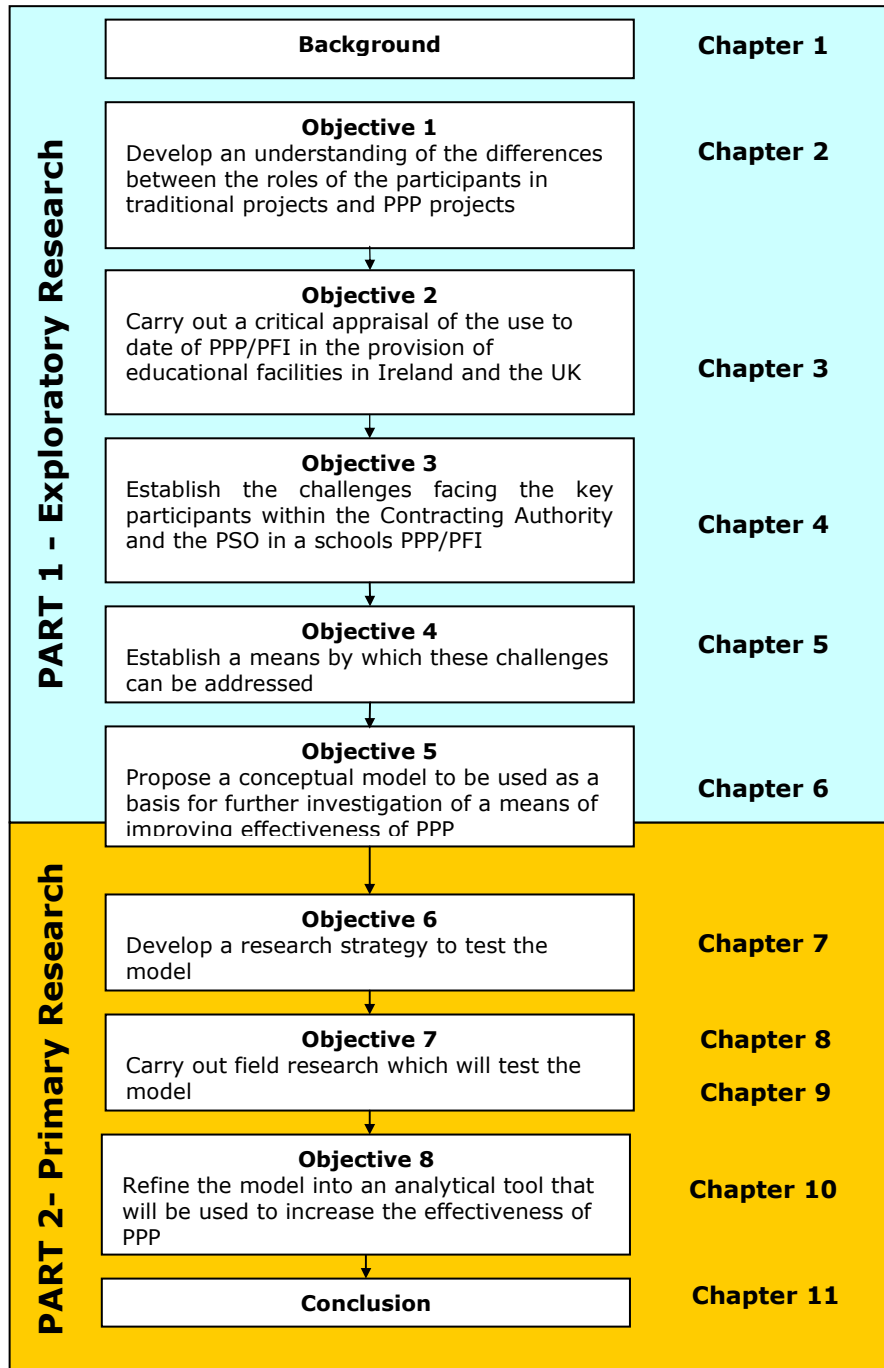 PART 1 - Exploratory Research
Background
Chapter 1
Objective 1
Develop an understanding of the differences
between the roles of the participants in
traditional projects and PPP projects
Chapter 2
Objective 2
Carry out a critical appraisal of the use to
date of PPP/PFI in the provision of
educational facilities in Ireland and the UK
Chapter 3
Objective 3
Establish the challenges facing the key
participants within the Contracting Authority
and the PSO in a schools PPP/PFI
Chapter 4
Objective 4
Establish a means by which these challenges
can be addressed
Chapter 5
Objective 5
Propose a conceptual model to be used as a
basis for further investigation of a means of
improving effectiveness of PPP
Chapter 6
PART 2- Primary Research
Objective 6
Develop a research strategy to test the
model
Chapter 7
Objective 7
Carry out field research which will test the
model
Chapter 8
Chapter 9
Objective 8
Refine the model into an analytical tool that
will be used to increase the effectiveness of
PPP
Chapter 10
Conclusion
Chapter 11